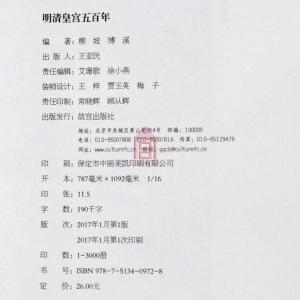 明清皇宫五百年
编 著：柳 坡 博 溪
出 版 人：王亚民
责任编辑：艾珊歌 徐小燕
装帧设计：王 梓 贾玉英 梅 子
责任印制：常晓辉 顾从辉
出版发行：故宫出版社
地址：北京市东城区景山前街4号 邮编：100009
电话：010-85007808 010-85007816 传真：010-65129479
网址：www.culturefc.cn 邮箱：ggcb@culturefc.cn
印 刷：保定市中画美凯印刷有限公司
开 本：787毫米×1092毫米 1/16
印 张：11.5
字 数：190千字
版 次：2017年1月第1版
2017年1月第1次印刷
印 数：1~3000册
书 号：ISBN 978-7-5134-0972-8
定 价：26.00元